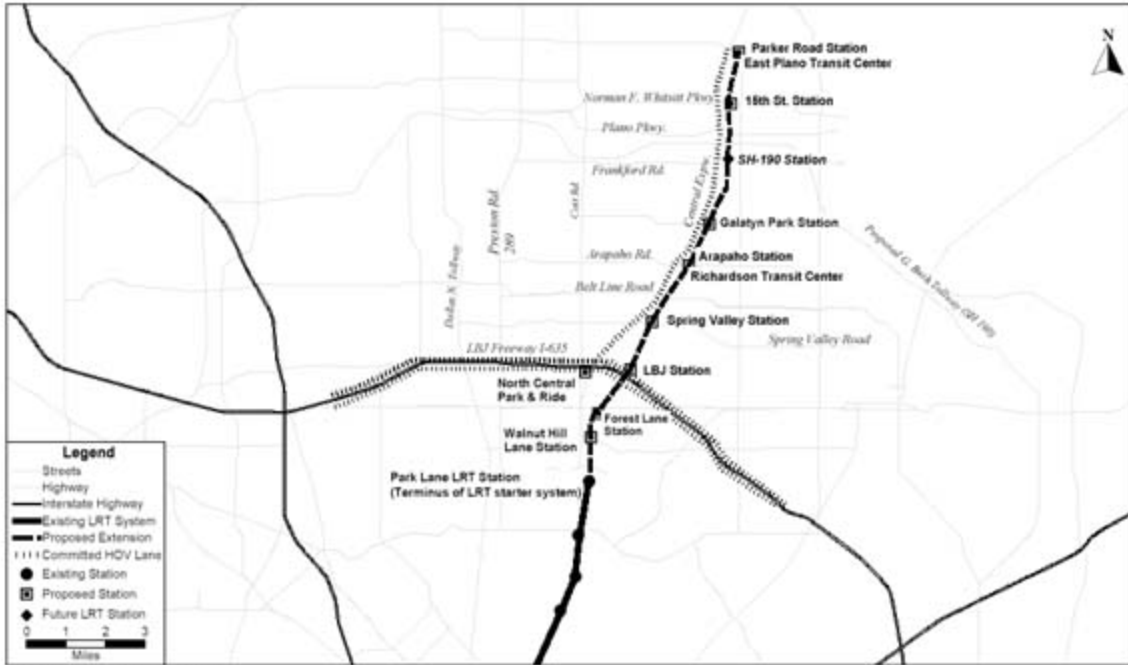 N
Parker Road Station
East Plano Transit Center
Norman F. Whitsitt Pkwy.
15th St. Station
Plano Pkwy.
SH-190 Station
Frankford Rd.
Central Expw.
Preston Rd
289
Coit Rd.
Galatyn Park Station
Arapaho Rd.
Arapaho Station
Richardson Transit Center
Dallas N. Tollway
Belt Line Road
Proposal G. Bush Tollway (SH 190)
Spring Valley Station
Spring Valley Road
LBJ Freeway I-635
LBJ Station
North Central
Park & Ride
Forest Lane
Station
Walnut Hill
Lane Station
Park Lane LRT Station
(Terminus of LRT starter system)
Legend
Streets
Highway
Interstate Highway
Existing LRT System
Proposed Extension
Committed HOV Lane
Existing Station
Proposed Station
Future LRT Station
0 1 2 3
Miles